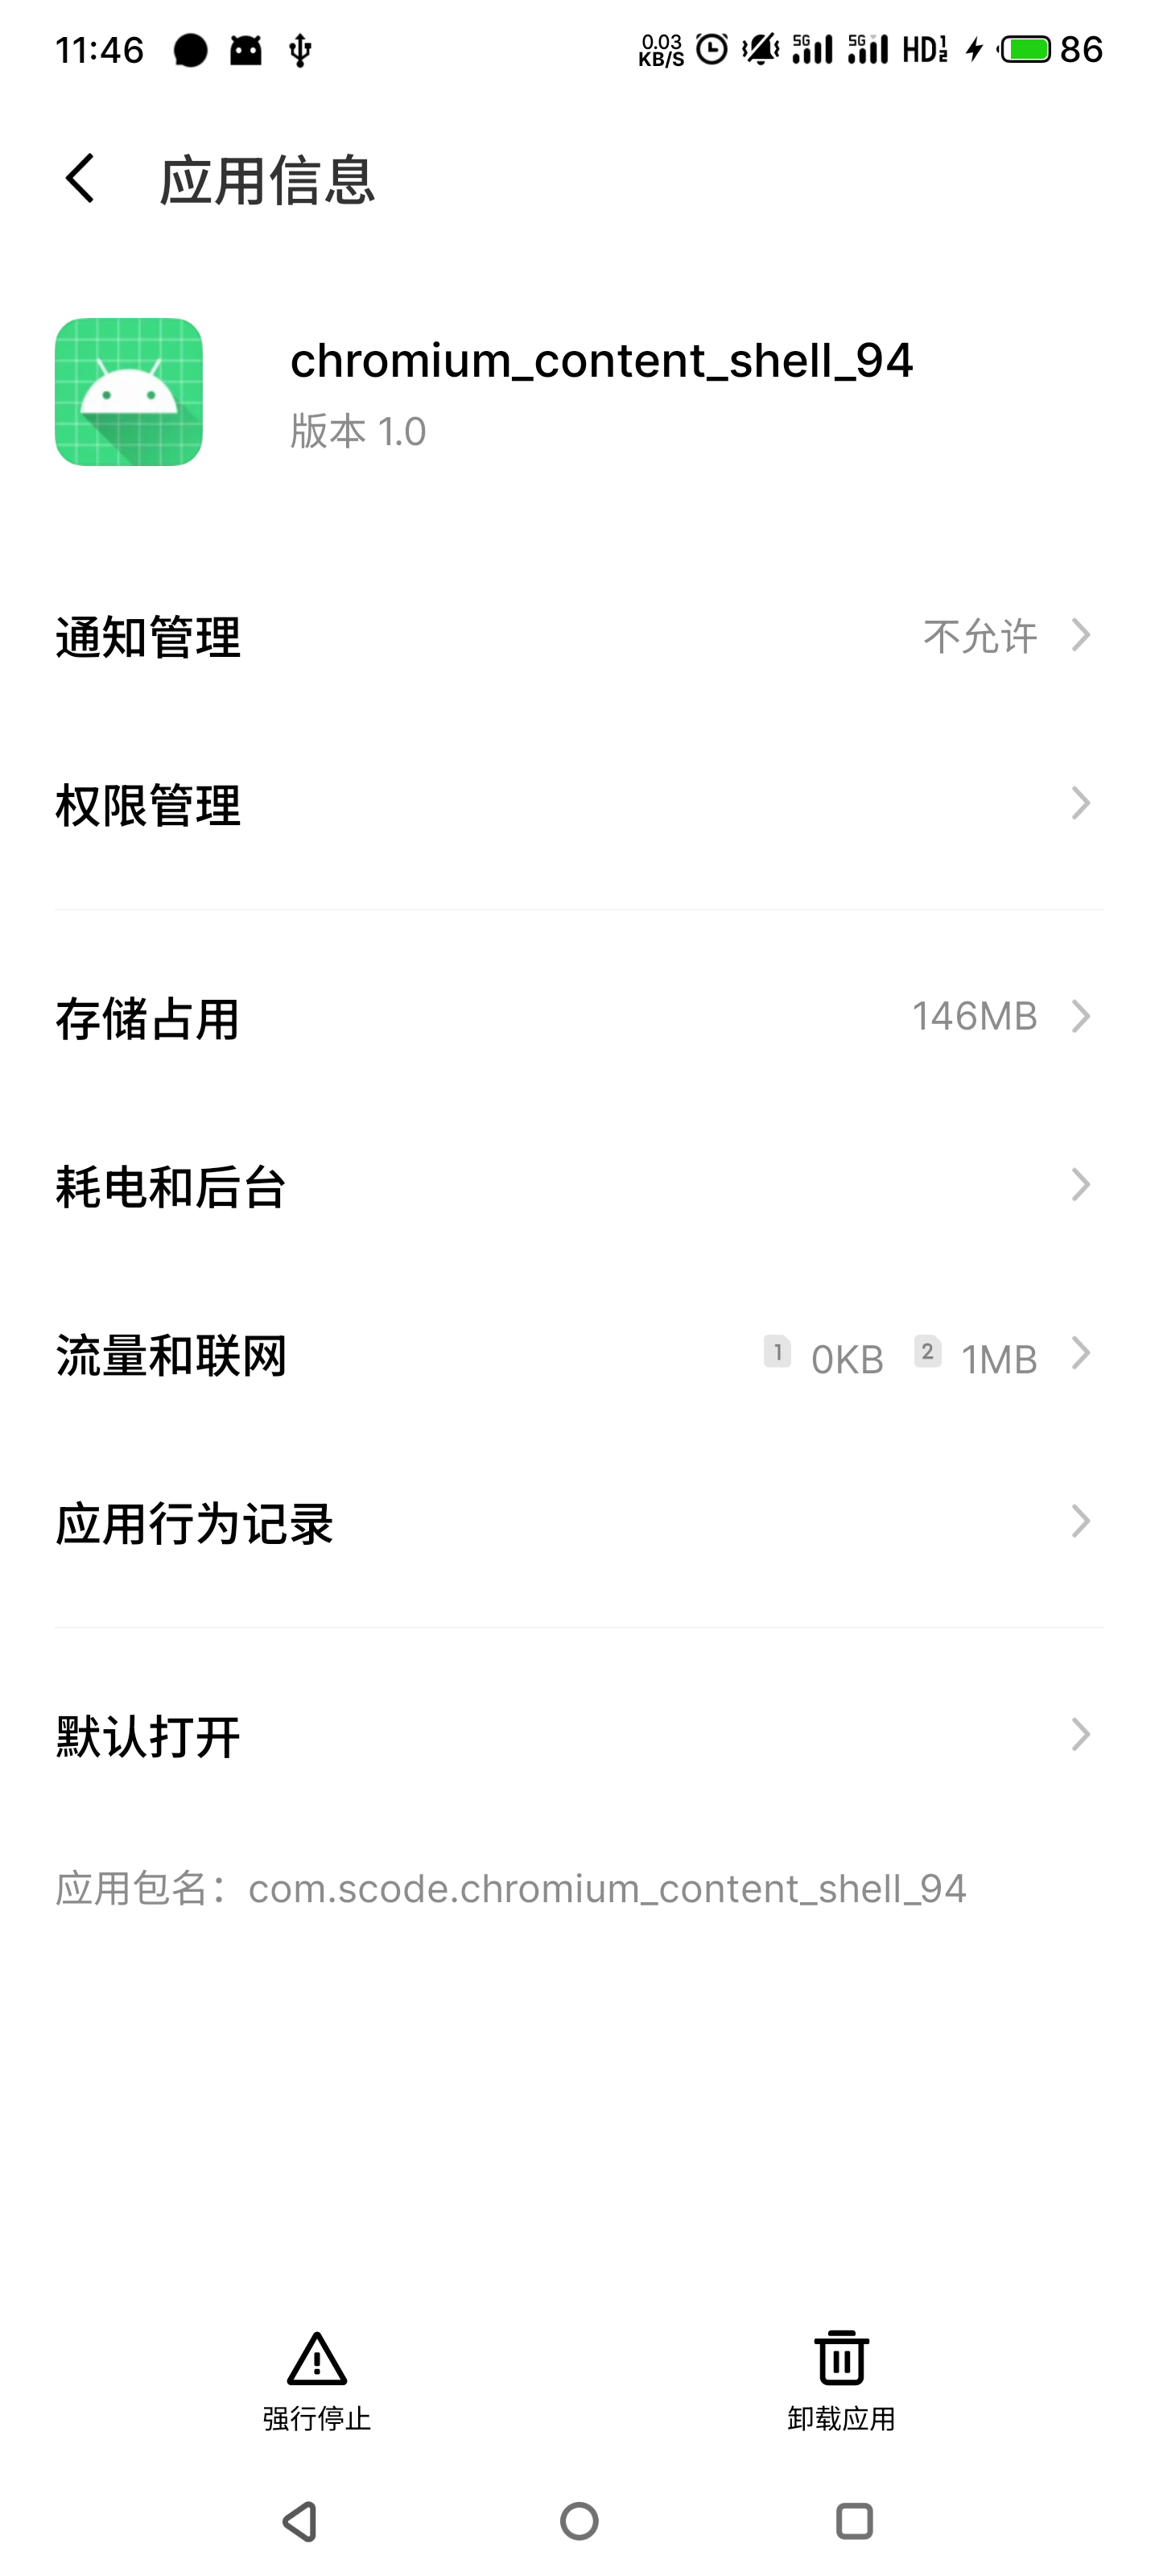 11:46 0.03 KB/S 5G 5G HD 1 2 86
应用信息
chromium_content_shell_94
版本 1.0
通知管理 不允许
权限管理
存储占用 146MB
耗电和后台
流量和联网 1 0KB 2 1MB
应用行为记录
默认打开
应用包名：com.scode.chromium_content_shell_94
强行停止 卸载应用